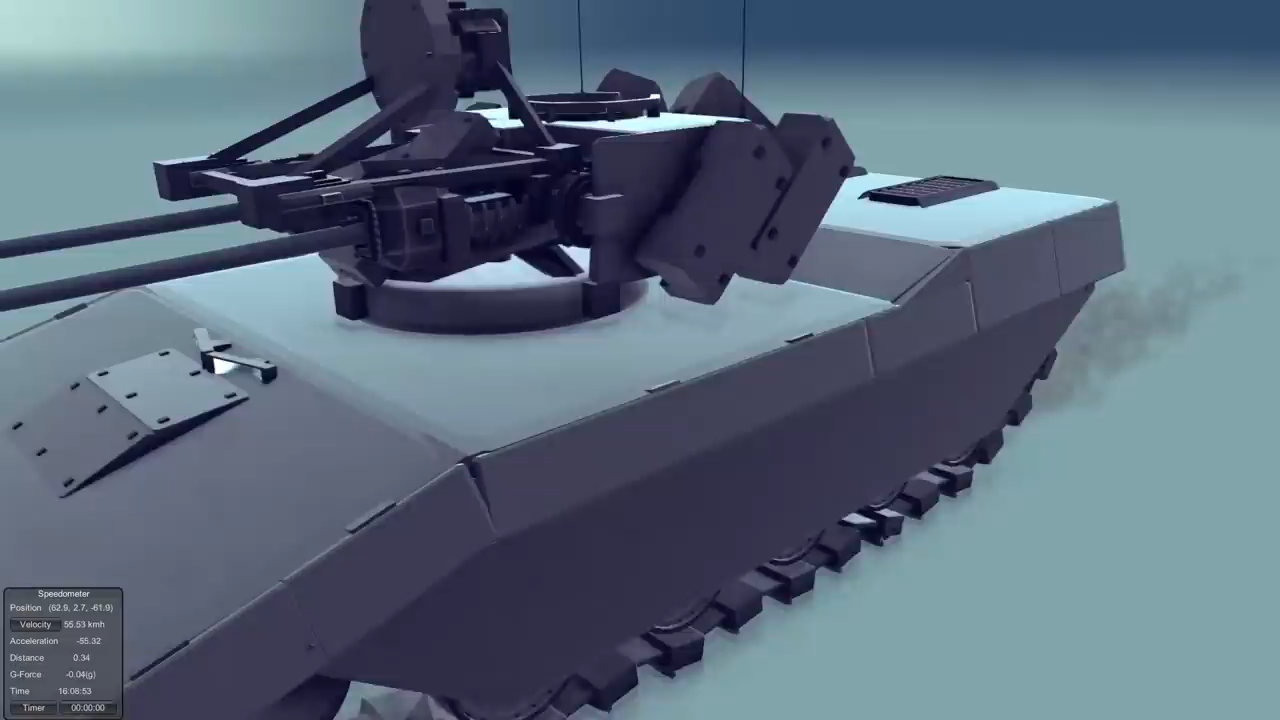 Speedometer
Position (62.9, 2.7, -61.9)
Velocity 55.53 kmh
Acceleration -55.32
Distance 0.34
G-Force -0.04(g)
Time 16:08:53
Timer 00:00:00